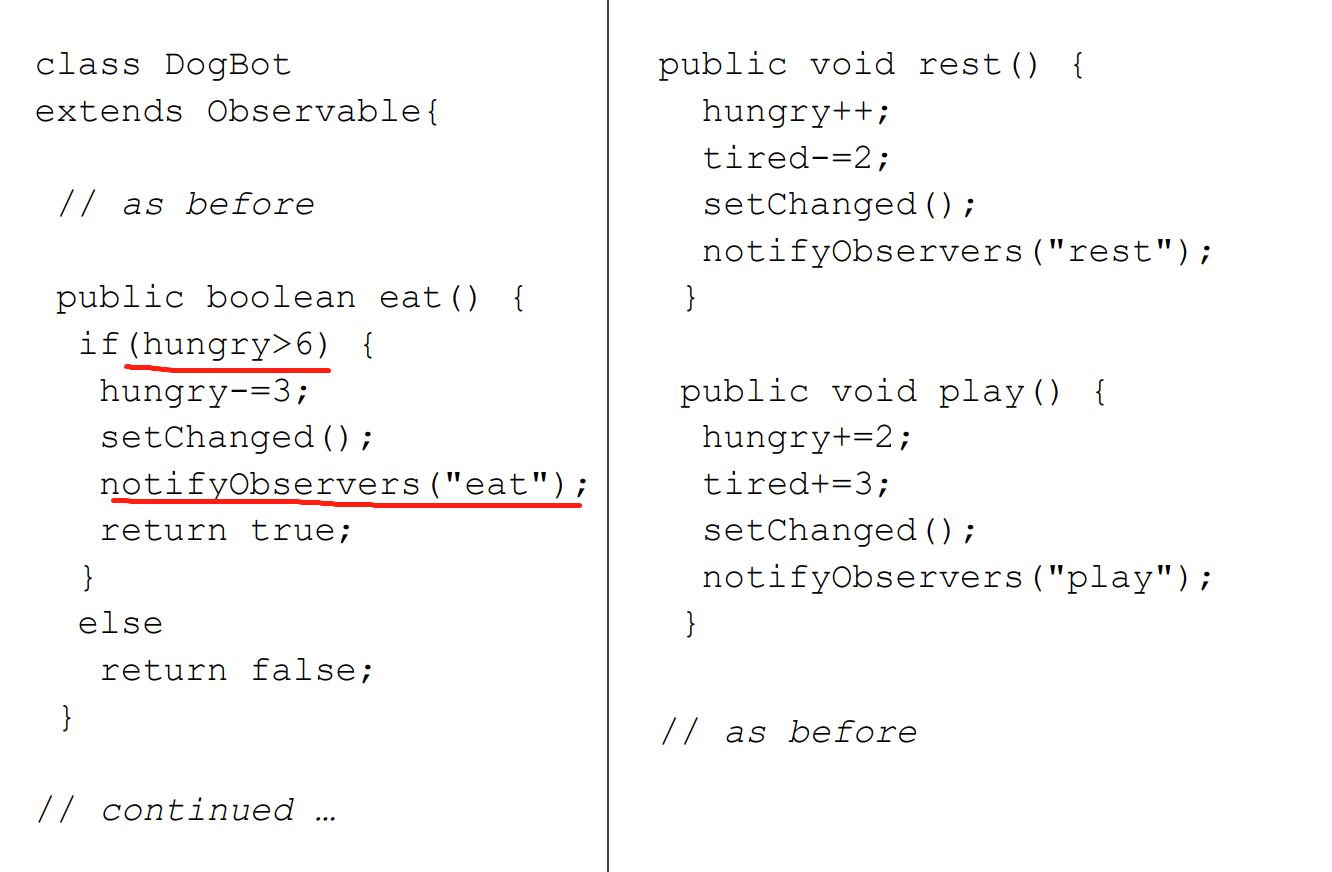 class DogBot
extends Observable{
// as before
public boolean eat() {
if(hungry>6) {
hungry-=3;
setChanged();
notifyObservers("eat");
return true;
}
else
return false;
}
// continued …
public void rest() {
hungry++;
tired-=2;
setChanged();
notifyObservers("rest");
}
public void play() {
hungry+=2;
tired+=3;
setChanged();
notifyObservers("play");
}
// as before